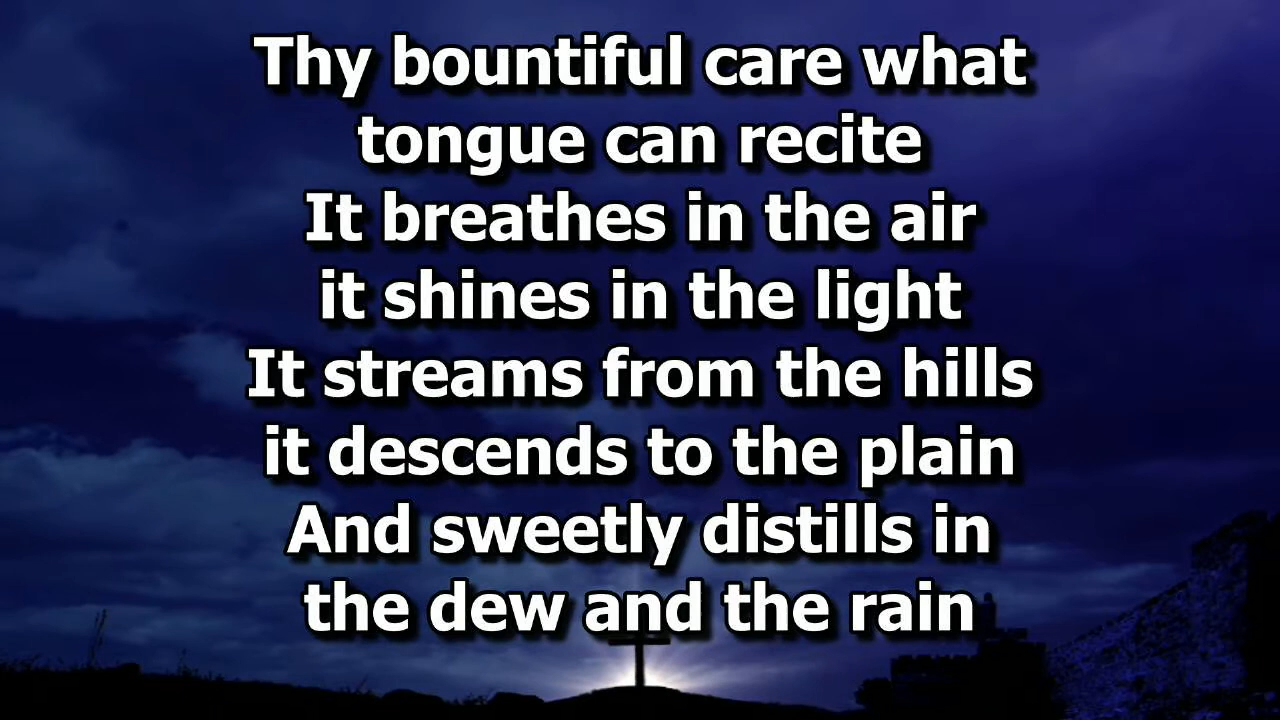 Thy bountiful care what
tongue can recite
It breathes in the air
it shines in the light
It streams from the hills
it descends to the plain
And sweetly distills in
the dew and the rain